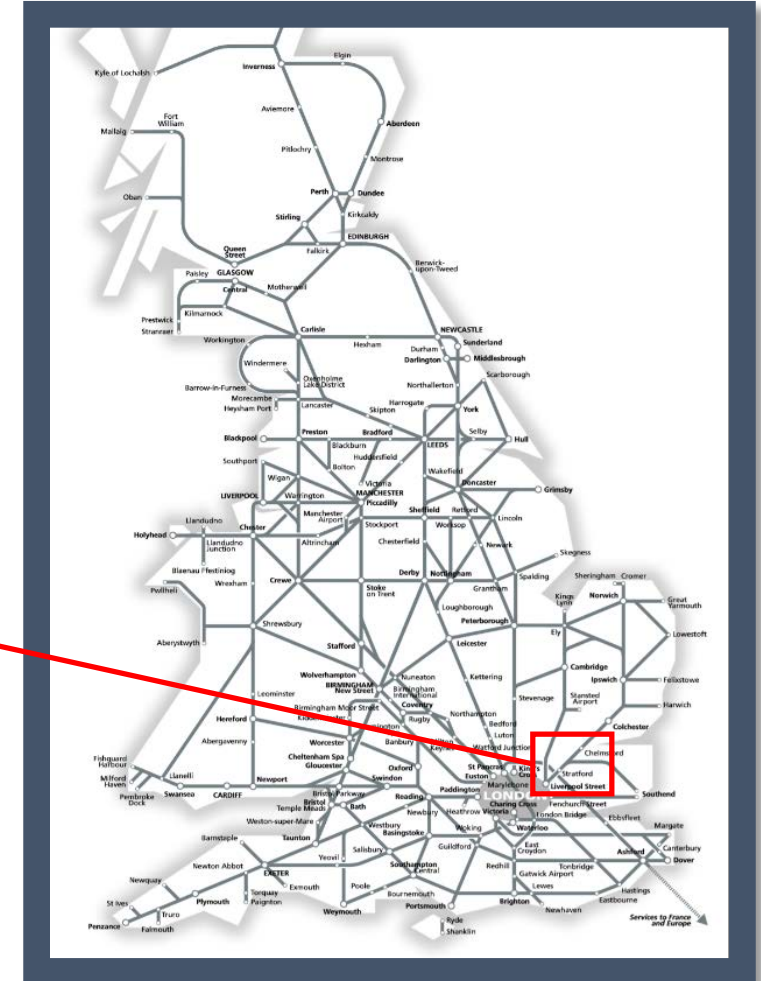 Elgin
Inverness
Kyle of Lochalsh
Aviemore
Fort
William
Mallaig
Aberdeen
Pitlochry
Montrose
Perth
Dundee
Oban
Stirling
Kirkcaldy
EDINBURGH
Queen
Street
Falkirk
Berwick-
upon-Tweed
Paisley
GLASGOW
Central
Motherwell
Kilmarnock
Prestwick
Stranraer
Carlisle
NEWCASTLE
Workington
Hexham
Durham
Sunderland
Darlington
Middlesbrough
Windermere
Oxenholme
Lake District
Scarborough
Barrow-in-Furness
Northallerton
Morecambe
Heysham Port
Lancaster
Harrogate
Skipton
York
Blackpool
Preston
Bradford
LEEDS
Selby
Hull
Blackburn
Huddersfield
Southport
Bolton
Wakefield
Wigan
Victoria
Doncaster
LIVERPOOL
Warrington
MANCHESTER
Piccadilly
Grimsby
Manchester
Airport
Sheffield
Retford
Llandudno
Chester
Stockport
Worksop
Lincoln
Holyhead
Llandudno
Junction
Altrincham
Chesterfield
Newark
Skegness
Blaenau Ffestiniog
Pwllheli
Wrexham
Crewe
Stoke
on Trent
Derby
Nottingham
Grantham
Spalding
Sheringham
Cromer
Kings
Lynn
Norwich
Great
Yarmouth
Loughborough
Shrewsbury
Peterborough
Ely
Lowestoft
Aberystwyth
Stafford
Leicester
Wolverhampton
Nuneaton
Kettering
Cambridge
Ipswich
Felixstowe
BIRMINGHAM
New Street
Birmingham
International
Leominster
Birmingham Moor Street
Coventry
Stevenage
Stansted
Airport
Harwich
Hereford
Rugby
Northampton
Bedford
Colchester
Abergavenny
Worcester
Banbury
Luton
Watford Junction
Chelmsford
Cheltenham Spa
Gloucester
Oxford
St Pancras
Euston
King's
Cross
Stratford
Fishguard
Harbour
Milford
Haven
Llanelli
Newport
Swindon
Marylebone
Liverpool Street
Pembroke
Dock
Swansea
CARDIFF
Bristol Parkway
Reading
Paddington
LONDON
Southend
Bristol
Temple Meads
Bath
Newbury
Heathrow
Victoria
Charing Cross
Fenchurch Street
London Bridge
Ebbsfleet
Weston-super-Mare
Westbury
Basingstoke
Woking
Waterloo
Margate
Barnstaple
Taunton
Salisbury
Guildford
East
Croydon
Canterbury
Yeovil
Newton Abbot
Southampton
Central
Redhill
Tonbridge
Ashford
Dover
EXETER
Gatwick Airport
Newquay
Exmouth
Poole
Bournemouth
Lewes
Hastings
St Ives
Plymouth
Torquay
Paignton
Weymouth
Portsmouth
Brighton
Eastbourne
Newhaven
Truro
Penzance
Falmouth
Ryde
Shanklin
Services to France
and Europe